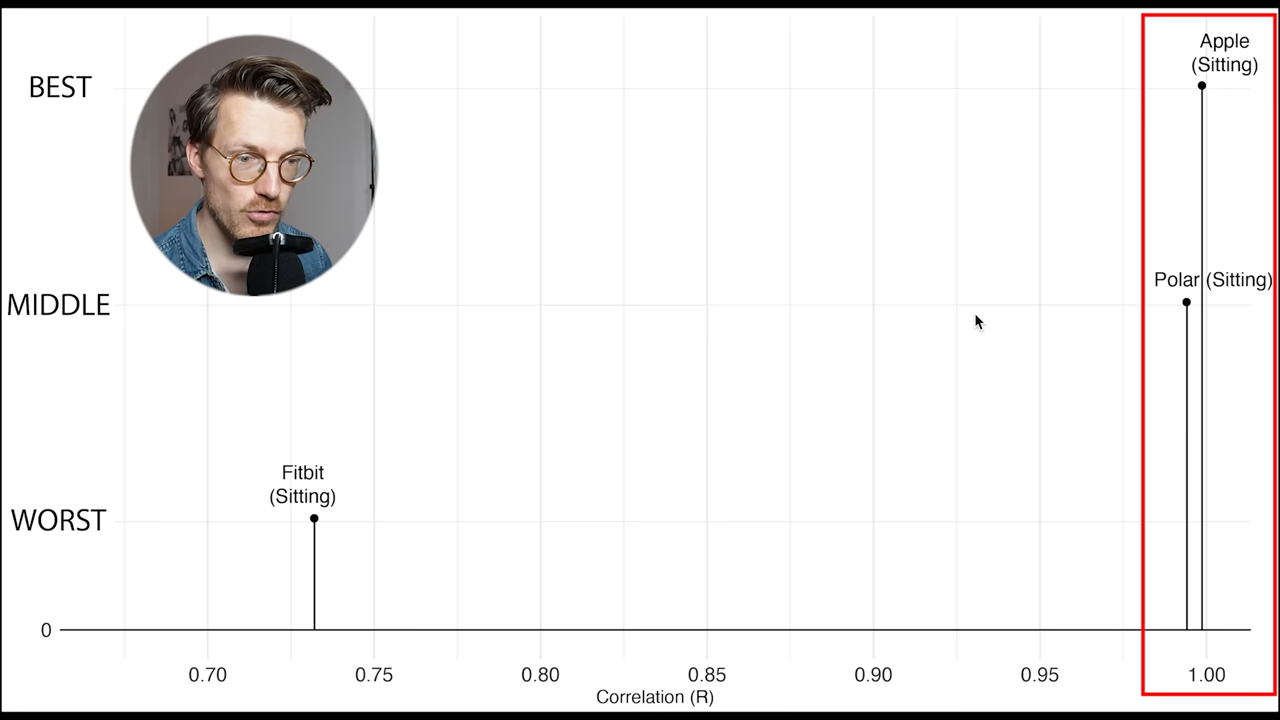 Apple
(Sitting)
BEST
Polar (Sitting)
MIDDLE
Fitbit
(Sitting)
WORST
0
0.70 0.75 0.80 0.85 0.90 0.95 1.00
Correlation (R)